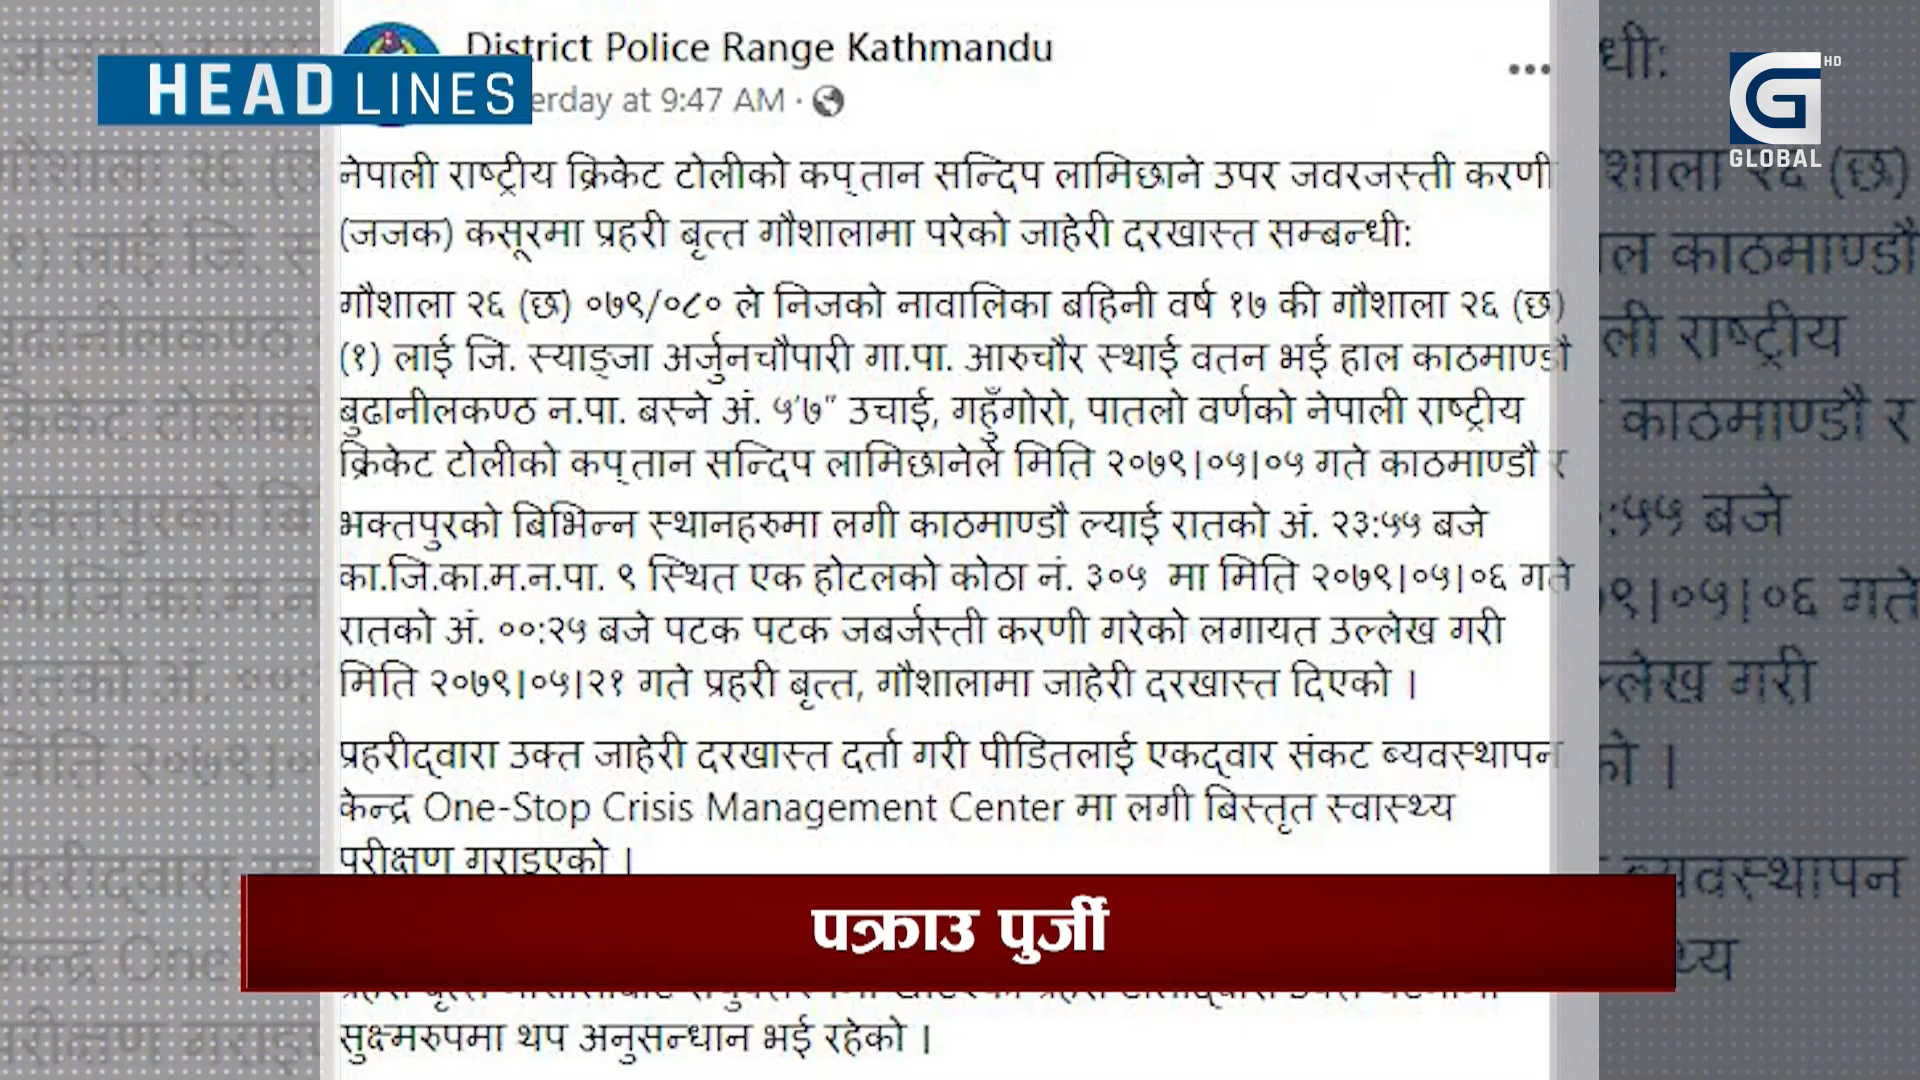 HEADLINES
District Police Range Kathmandu
erday at 9:47 AM ·
HD
GLOBAL
नेपाली राष्ट्रीय क्रिकेट टोलीको कप्तान सन्दिप लामिछाने उपर जवरजस्ती करणी
(जजक) कसूरमा प्रहरी बृत्त गौशालामा परेको जाहेरी दरखास्त सम्बन्धी:
गौशाला २६ (छ) ०७९/०८० ले निजको नावालिका बहिनी वर्ष १७ की गौशाला २६ (छ)
(१) लाई जि. स्याङ्जा अर्जुनचौपारी गा.पा. आरुचौर स्थाई वतन भई हाल काठमाण्डौ
बुढानीलकण्ठ न.पा. बस्ने अं. ५'७" उचाई, गहुँगोरो, पातलो वर्णको नेपाली राष्ट्रीय
क्रिकेट टोलीको कप्तान सन्दिप लामिछानेले मिति २०७९|०५|०५ गते काठमाण्डौ र
भक्तपुरको बिभिन्न स्थानहरुमा लगी काठमाण्डौ ल्याई रातको अं. २३:५५ बजे
का.जि.का.म.न.पा. ९ स्थित एक होटलको कोठा नं. ३०५ मा मिति २०७९|०५|०६ गते
रातको अं. ००:२५ बजे पटक पटक जबर्जस्ती करणी गरेको लगायत उल्लेख गरी
मिति २०७९|०५|२१ गते प्रहरी बृत्त, गौशालामा जाहेरी दरखास्त दिएको ।
प्रहरीद्वारा उक्त जाहेरी दरखास्त दर्ता गरी पीडितलाई एकद्वार संकट ब्यवस्थापन
केन्द्र One-Stop Crisis Management Center मा लगी बिस्तृत स्वास्थ्य
परीक्षण गराइएको ।
पक्राउ पुर्जी
सुक्ष्मरुपमा थप अनुसन्धान भई रहेको ।